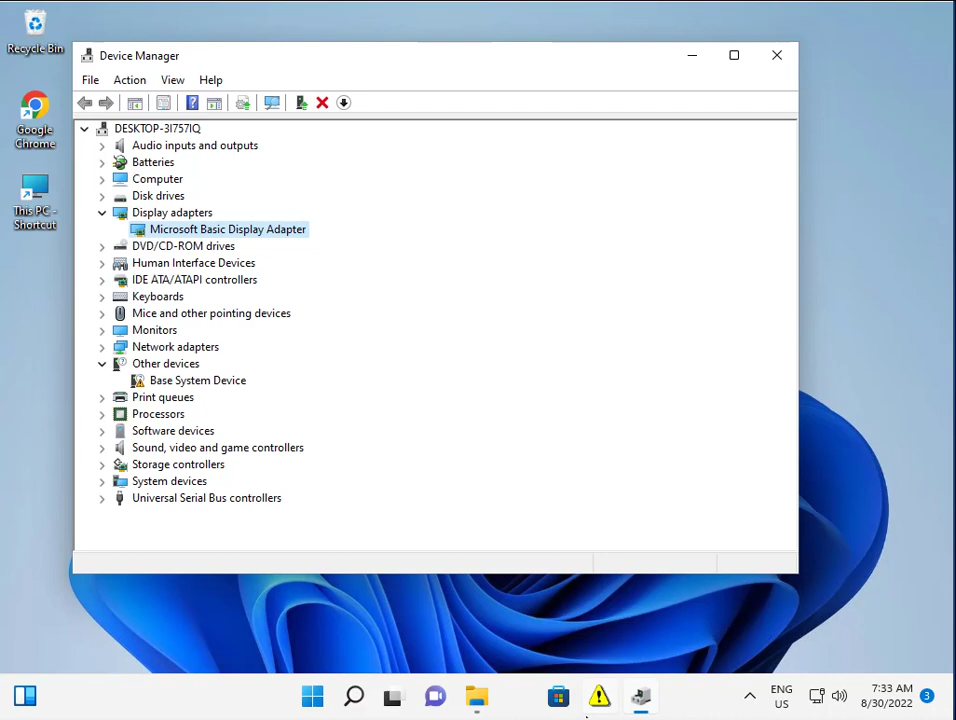 Recycle Bin
Google
Chrome
This PC -
Shortcut
Device Manager
File Action View Help
DESKTOP-3I757IQ
Audio inputs and outputs
Batteries
Computer
Disk drives
Display adapters
Microsoft Basic Display Adapter
DVD/CD-ROM drives
Human Interface Devices
IDE ATA/ATAPI controllers
Keyboards
Mice and other pointing devices
Monitors
Network adapters
Other devices
Base System Device
Print queues
Processors
Software devices
Sound, video and game controllers
Storage controllers
System devices
Universal Serial Bus controllers
ENG
US
7:33 AM
8/30/2022
3